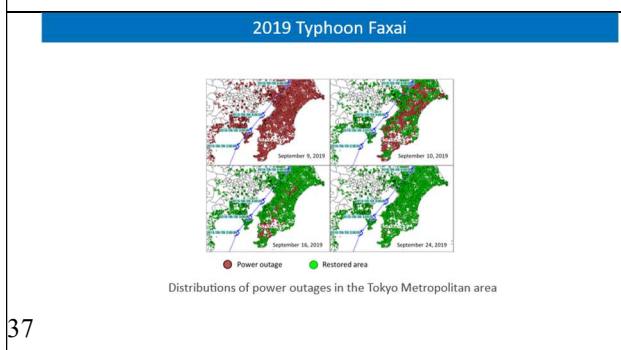 2019 Typhoon Faxai
September 9, 2019
September 10, 2019
September 16, 2019
September 24, 2019
Power outage
Restored area
Distributions of power outages in the Tokyo Metropolitan area
37